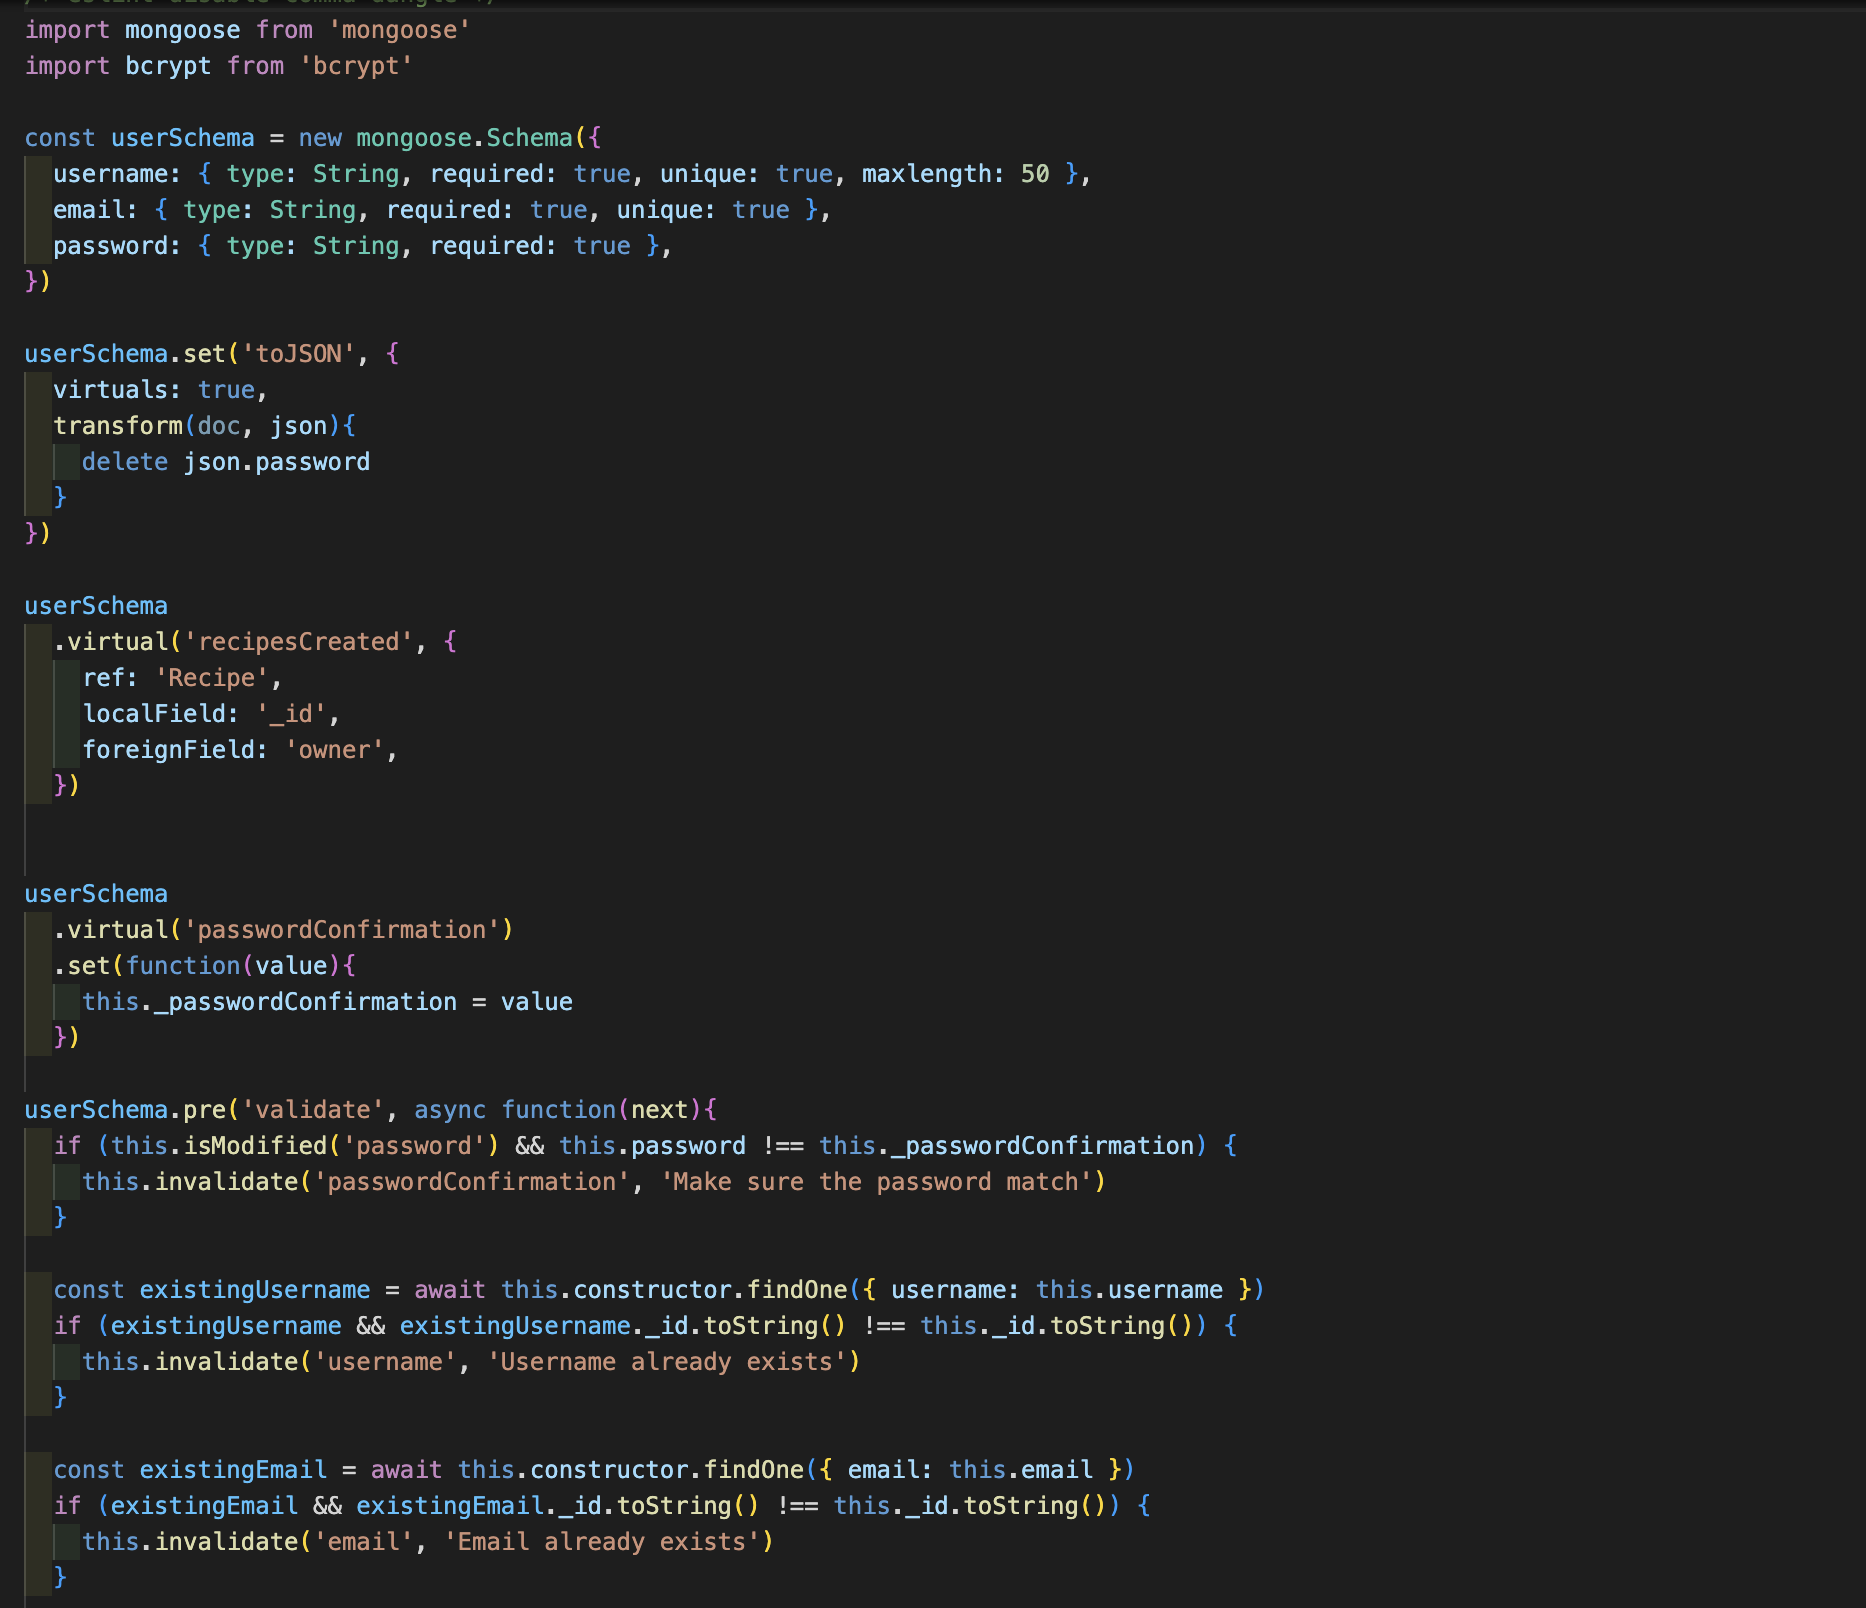 import mongoose from 'mongoose'
import bcrypt from 'bcrypt'

const userSchema = new mongoose.Schema({
  username: { type: String, required: true, unique: true, maxlength: 50 },
  email: { type: String, required: true, unique: true },
  password: { type: String, required: true },
})

userSchema.set('toJSON', {
  virtuals: true,
  transform(doc, json){
    delete json.password
  }
})

userSchema
  .virtual('recipesCreated', {
    ref: 'Recipe',
    localField: '_id',
    foreignField: 'owner',
  })


userSchema
  .virtual('passwordConfirmation')
  .set(function(value){
    this._passwordConfirmation = value
  })

userSchema.pre('validate', async function(next){
  if (this.isModified('password') && this.password !== this._passwordConfirmation) {
    this.invalidate('passwordConfirmation', 'Make sure the password match')
  }

  const existingUsername = await this.constructor.findOne({ username: this.username })
  if (existingUsername && existingUsername._id.toString() !== this._id.toString()) {
    this.invalidate('username', 'Username already exists')
  }

  const existingEmail = await this.constructor.findOne({ email: this.email })
  if (existingEmail && existingEmail._id.toString() !== this._id.toString()) {
    this.invalidate('email', 'Email already exists')
  }